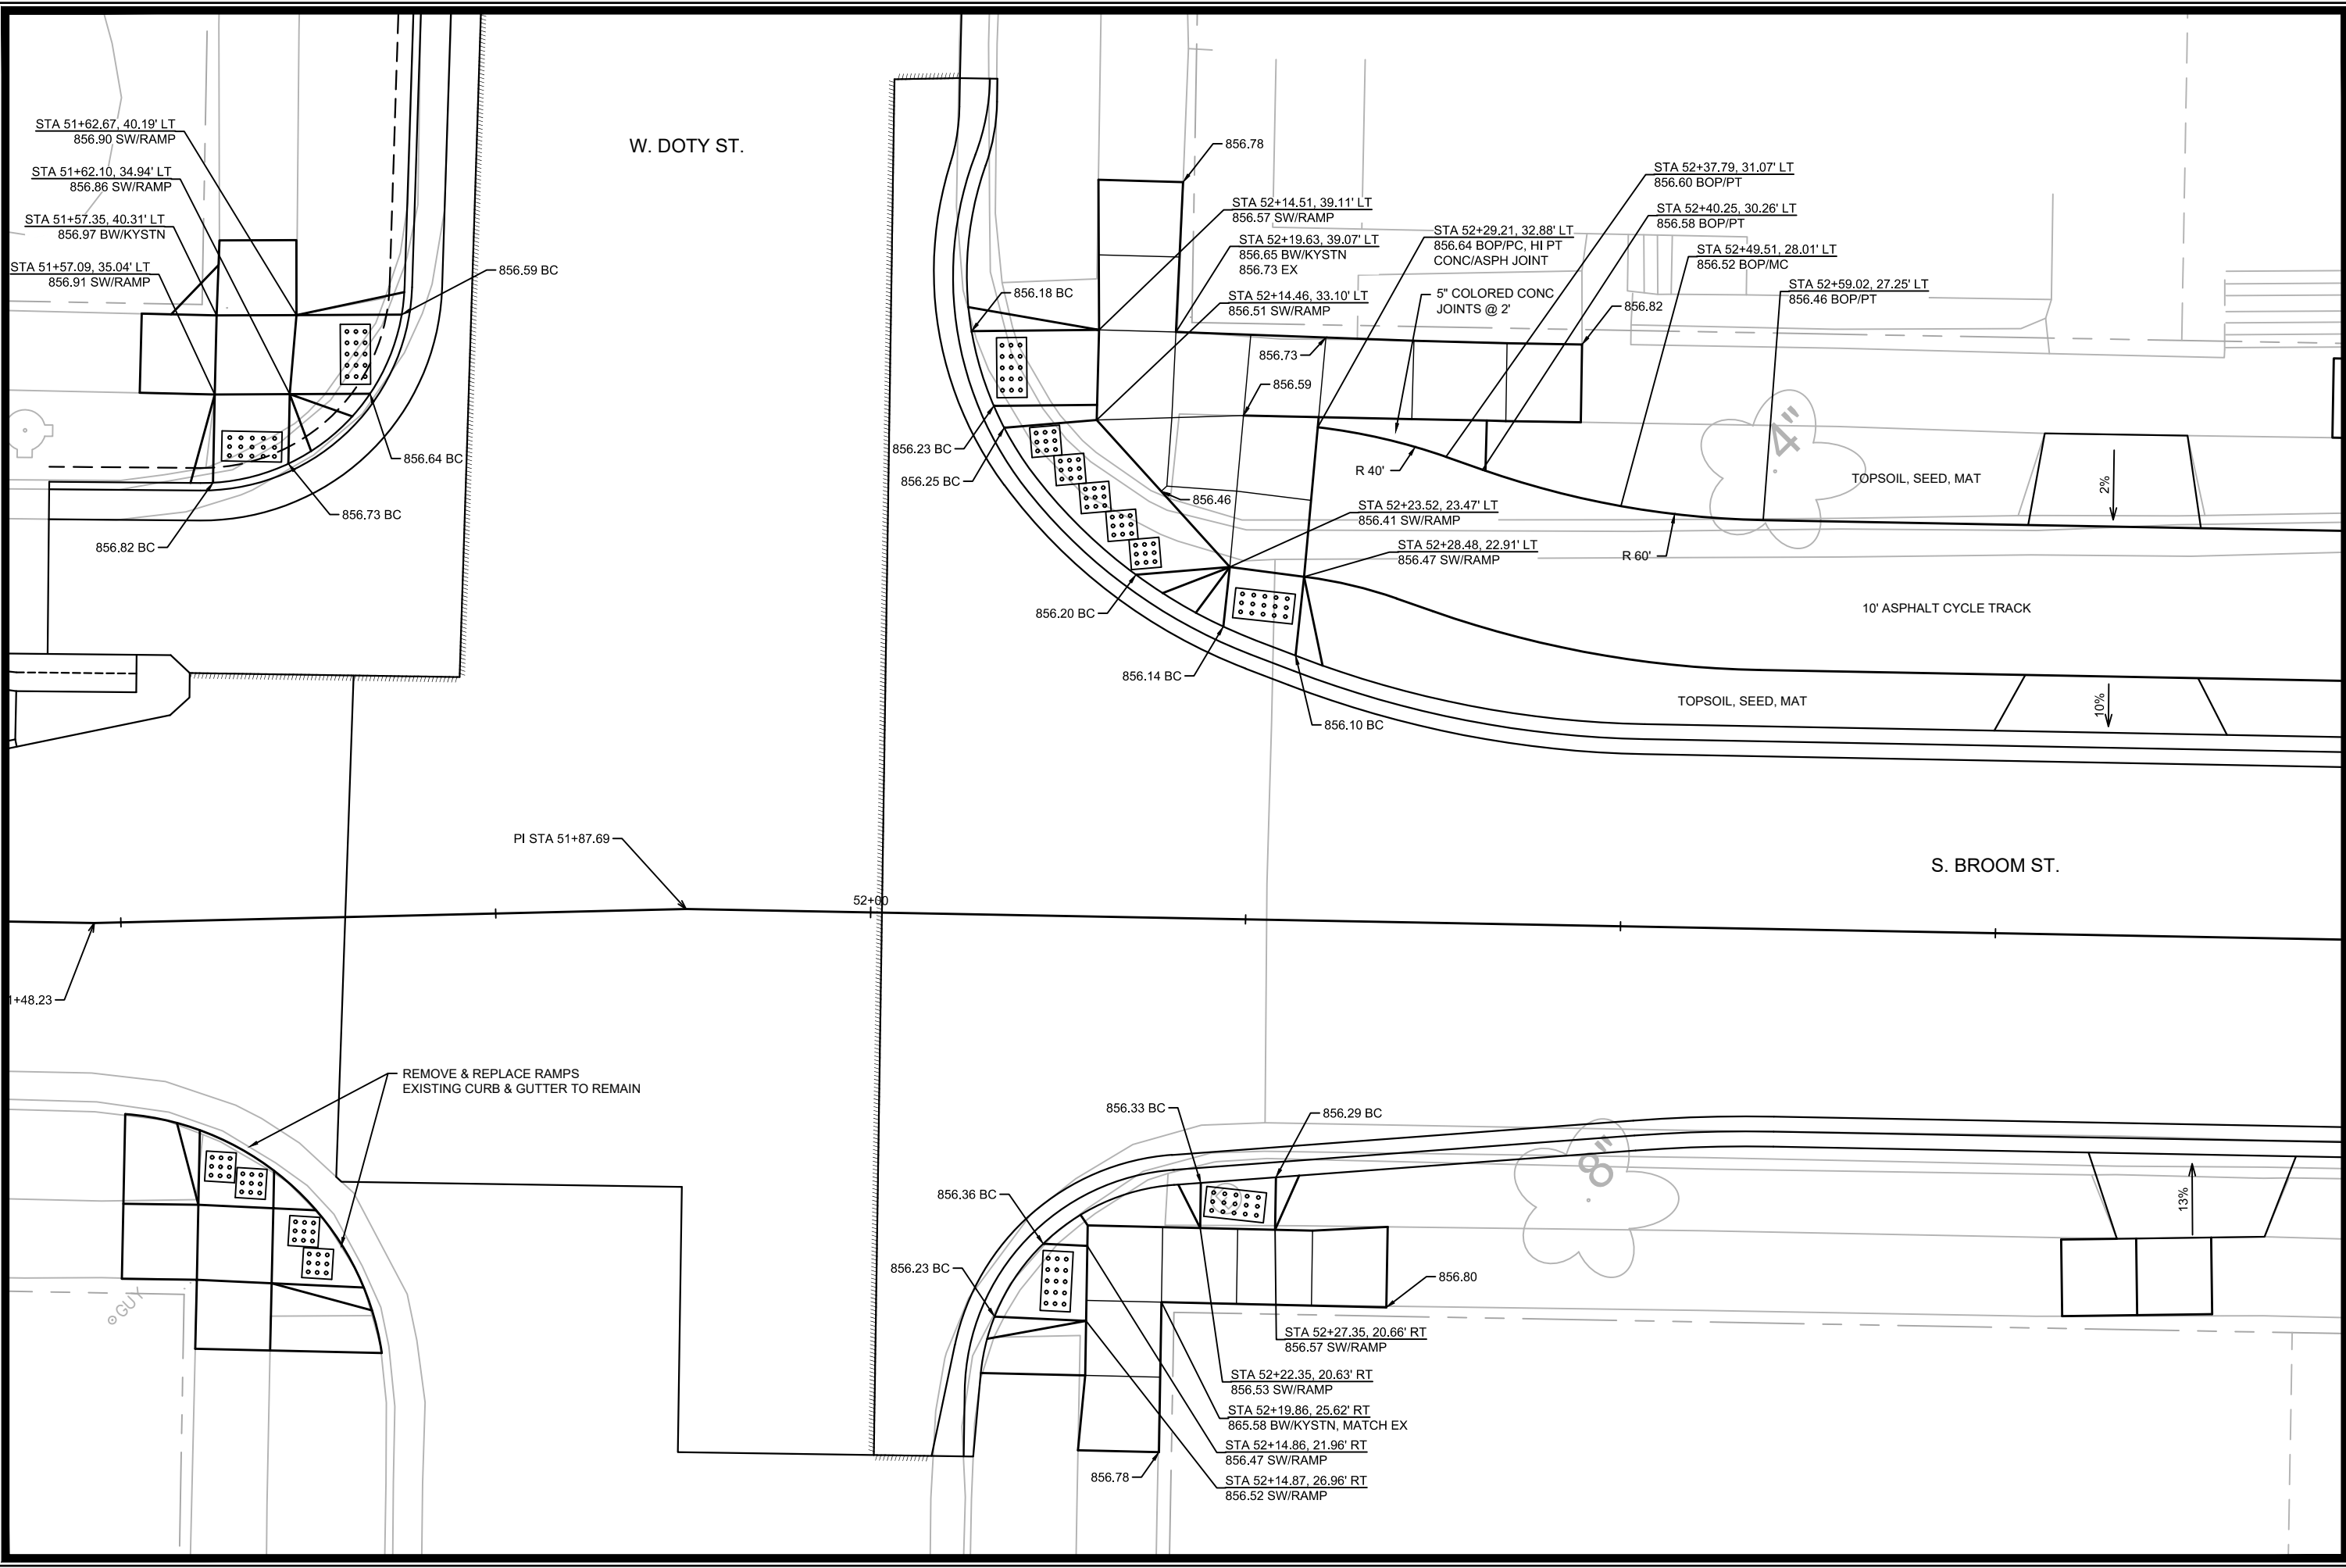 STA 51+62.67, 40.19' LT
856.90 SW/RAMP
STA 51+62.10, 34.94' LT
856.86 SW/RAMP
STA 51+57.35, 40.31' LT
856.97 BW/KYSTN
STA 51+57.09, 35.04' LT
856.91 SW/RAMP
856.59 BC
856.64 BC
856.73 BC
856.82 BC
W. DOTY ST.
856.78
STA 52+14.51, 39.11' LT
856.57 SW/RAMP
STA 52+19.63, 39.07' LT
856.65 BW/KYSTN
856.73 EX
STA 52+14.46, 33.10' LT
856.51 SW/RAMP
856.18 BC
STA 52+29.21, 32.88' LT
856.64 BOP/PC, HI PT
CONC/ASPH JOINT
5" COLORED CONC
JOINTS @ 2'
STA 52+37.79, 31.07' LT
856.60 BOP/PT
STA 52+40.25, 30.26' LT
856.58 BOP/PT
STA 52+49.51, 28.01' LT
856.52 BOP/MC
STA 52+59.02, 27.25' LT
856.46 BOP/PT
856.82
856.73
856.59
856.23 BC
856.25 BC
R 40'
856.46
4"
TOPSOIL, SEED, MAT
2%
STA 52+23.52, 23.47' LT
856.41 SW/RAMP
STA 52+28.48, 22.91' LT
856.47 SW/RAMP
R 60'
856.20 BC
10' ASPHALT CYCLE TRACK
856.14 BC
856.10 BC
TOPSOIL, SEED, MAT
10%
PI STA 51+87.69
52+00
S. BROOM ST.
1+48.23
REMOVE & REPLACE RAMPS
EXISTING CURB & GUTTER TO REMAIN
GUY
856.33 BC
856.29 BC
856.36 BC
8"
13%
856.23 BC
856.80
STA 52+27.35, 20.66' RT
856.57 SW/RAMP
STA 52+22.35, 20.63' RT
856.53 SW/RAMP
STA 52+19.86, 25.62' RT
865.58 BW/KYSTN, MATCH EX
STA 52+14.86, 21.96' RT
856.47 SW/RAMP
856.78
STA 52+14.87, 26.96' RT
856.52 SW/RAMP